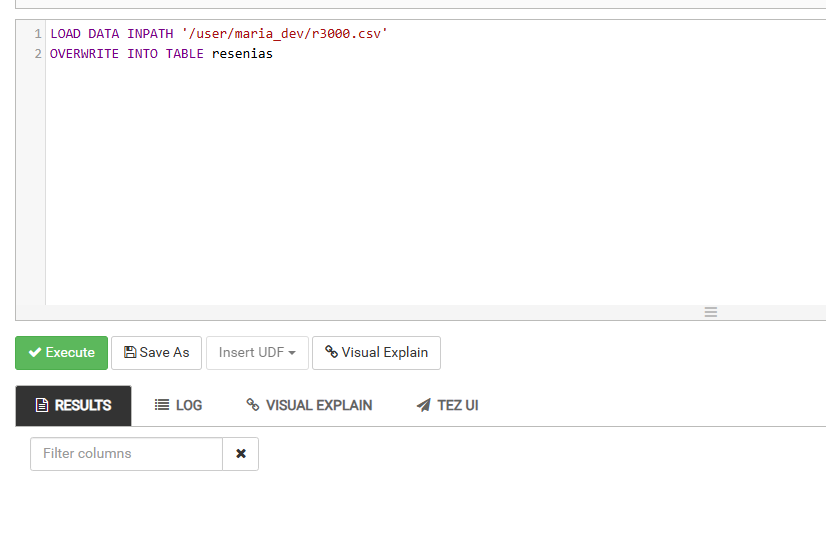 1 LOAD DATA INPATH '/user/maria_dev/r3000.csv'
2 OVERWRITE INTO TABLE resenias
Execute Save As Insert UDF Visual Explain
RESULTS LOG VISUAL EXPLAIN TEZ UI
Filter columns